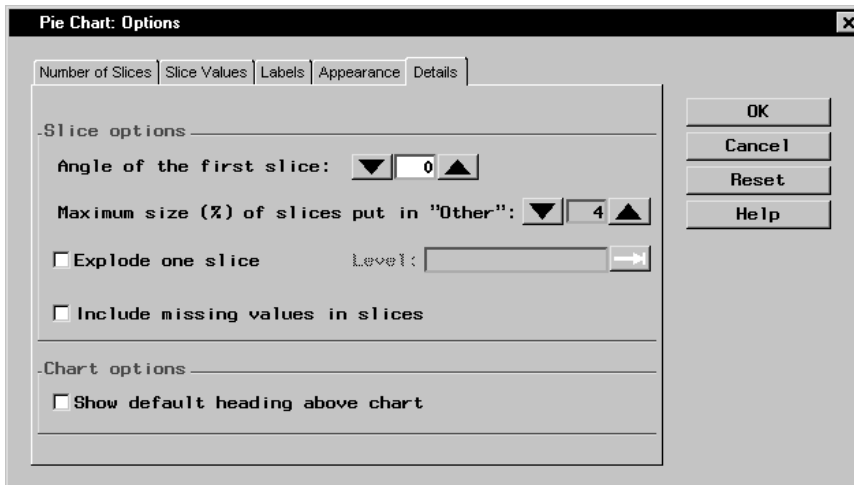 Pie Chart: Options
Number of Slices Slice Values Labels Appearance Details
Slice options
Angle of the first slice: 0
Maximum size (%) of slices put in "Other": 4
Explode one slice Level:
Include missing values in slices
Chart options
Show default heading above chart
OK
Cancel
Reset
Help